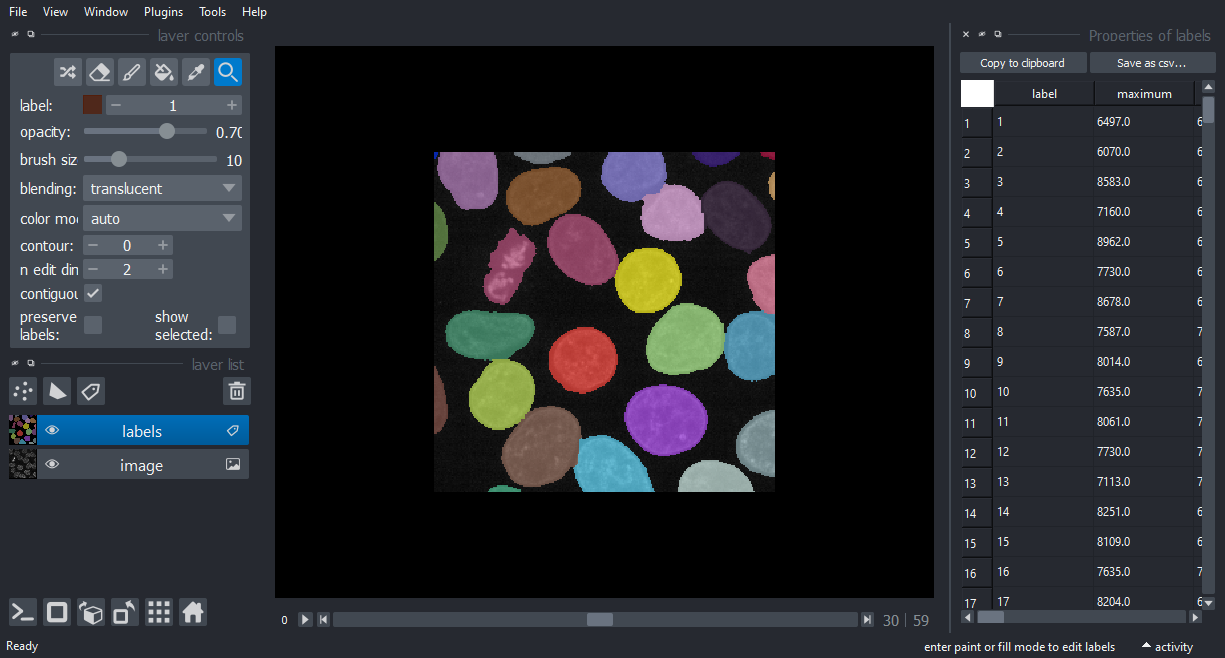 File View Window Plugins Tools Help
layer controls
label: 1
opacity: 0.70
brush siz 10
blending: translucent
color mo auto
contour: 0
n edit din 2
contiguou
preserve labels: show selected:
layer list
labels
image
0 30 | 59
Ready
Properties of labels
Copy to clipboard Save as csv...
label maximum
1 1 6497.0 6
2 2 6070.0 6
3 3 8583.0 6
4 4 7160.0 6
5 5 8962.0 6
6 6 7730.0 6
7 7 8678.0 6
8 8 7587.0 7
9 9 8014.0 6
10 10 7635.0 7
11 11 8061.0 7
12 12 7730.0 7
13 13 7113.0 7
14 14 8251.0 6
15 15 8109.0 6
16 16 7635.0 7
17 17 8204.0 6
enter paint or fill mode to edit labels activity